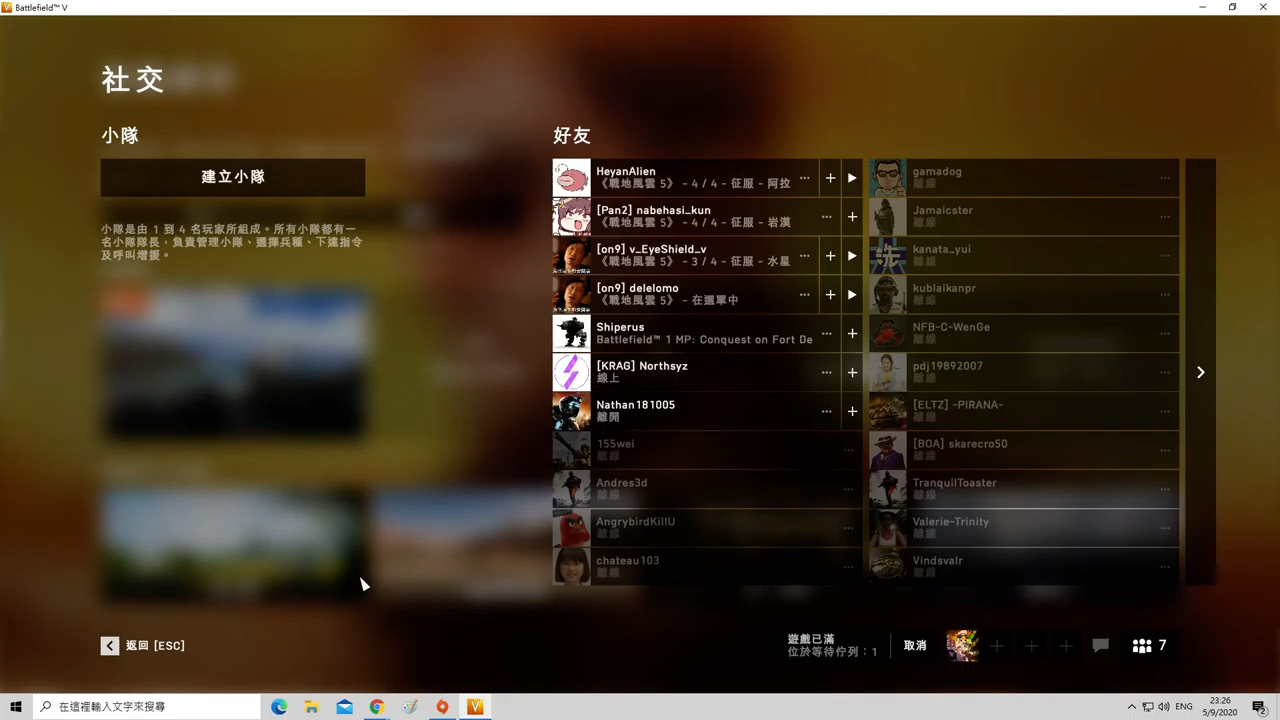 Battlefield™ V
社交
小隊
建立小隊
小隊是由 1 到 4 名玩家所組成。所有小隊都有一
名小隊隊長，負責管理小隊、選擇兵種、下達指令
及呼叫增援。
好友
HeyanAlien
《戰地風雲 5》 - 4 / 4 - 征服 - 阿拉
[Pan2] nabehasi_kun
《戰地風雲 5》 - 4 / 4 - 征服 - 岩漠
[on9] v_EyeShield_v
《戰地風雲 5》 - 3 / 4 - 征服 - 水星
[on9] delelomo
《戰地風雲 5》 - 在選單中
Shiperus
Battlefield™ 1 MP: Conquest on Fort De
[KRAG] Northsyz
線上
Nathan181005
離開
155wei
離線
Andres3d
離線
AngrybirdKillU
離線
chateau103
離線
gamadog
離線
Jamaicster
離線
kanata_yui
離線
kublaikanpr
離線
NFB-C-WenGe
離線
pdj19892007
離線
[ELTZ] -PIRANA-
離線
[BOA] skarecro50
離線
TranquilToaster
離線
Valerie-Trinity
離線
Vindsvalr
離線
返回 [ESC]
遊戲已滿
位於等待佇列：1
取消
7
在這裡輸入文字來搜尋
ENG
23:26
5/9/2020
2